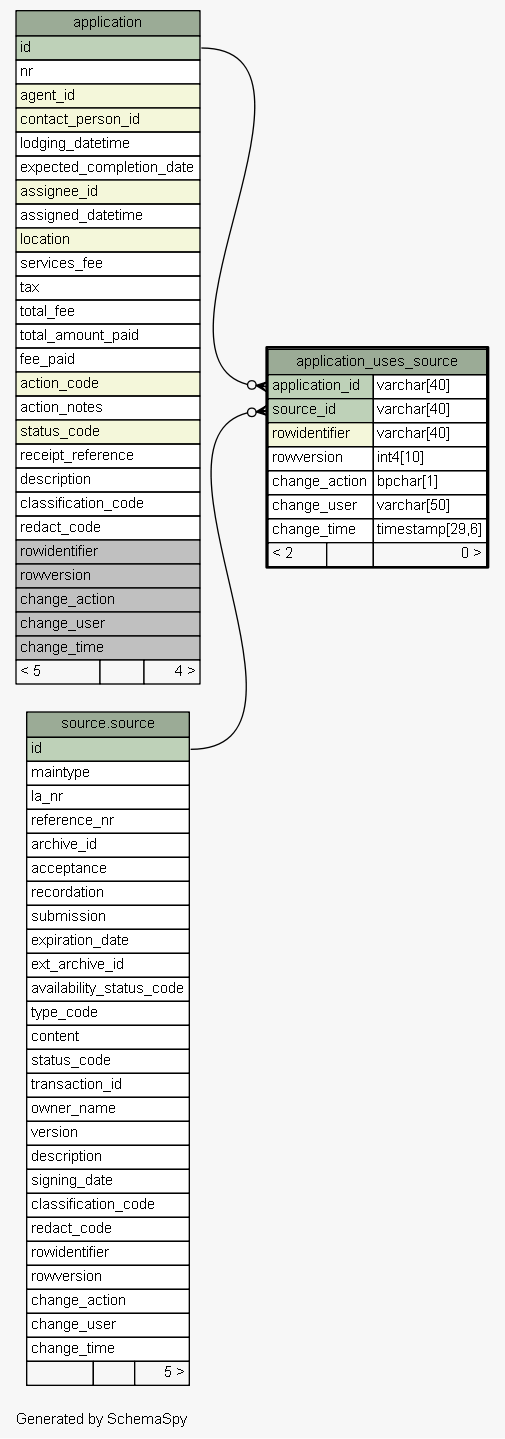 application
id
nr
agent_id
contact_person_id
lodging_datetime
expected_completion_date
assignee_id
assigned_datetime
location
services_fee
tax
total_fee
total_amount_paid
fee_paid
action_code
action_notes
status_code
receipt_reference
description
classification_code
redact_code
rowidentifier
rowversion
change_action
change_user
change_time
< 5 4 >
application_uses_source
application_id varchar[40]
source_id varchar[40]
rowidentifier varchar[40]
rowversion int4[10]
change_action bpchar[1]
change_user varchar[50]
change_time timestamp[29,6]
< 2 0 >
source.source
id
maintype
la_nr
reference_nr
archive_id
acceptance
recordation
submission
expiration_date
ext_archive_id
availability_status_code
type_code
content
status_code
transaction_id
owner_name
version
description
signing_date
classification_code
redact_code
rowidentifier
rowversion
change_action
change_user
change_time
5 >
Generated by SchemaSpy